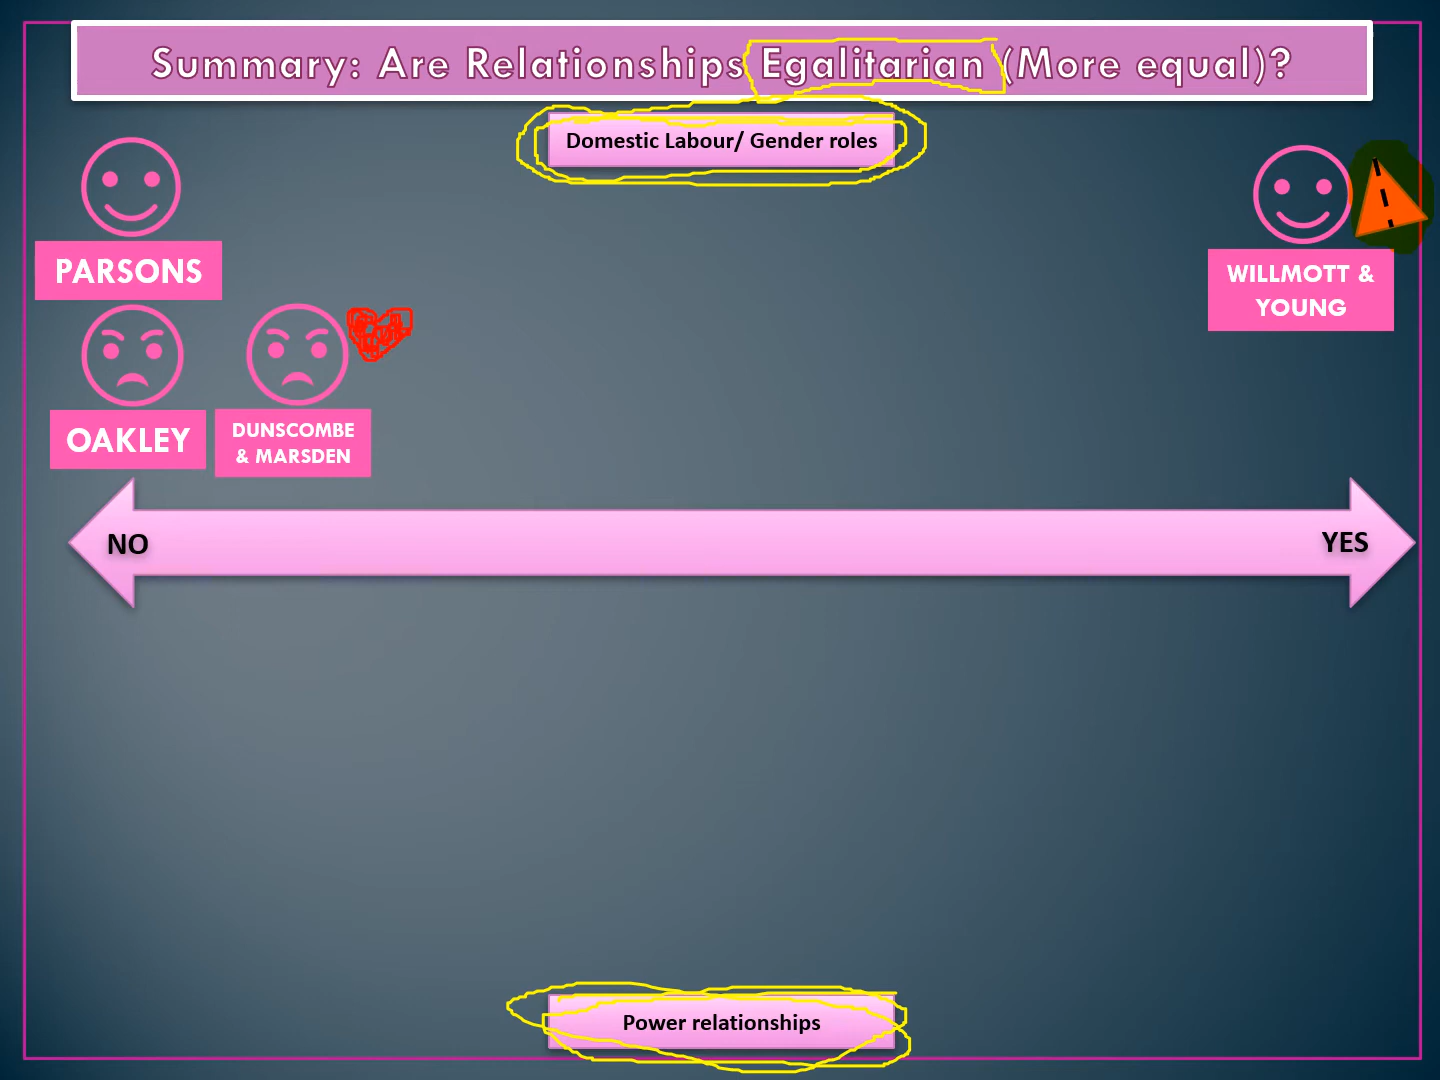 Summary: Are Relationships Egalitarian (More equal)?
Domestic Labour/ Gender roles
PARSONS
WILLMOTT &
YOUNG
OAKLEY
DUNSCOMBE
& MARSDEN
NO
YES
Power relationships